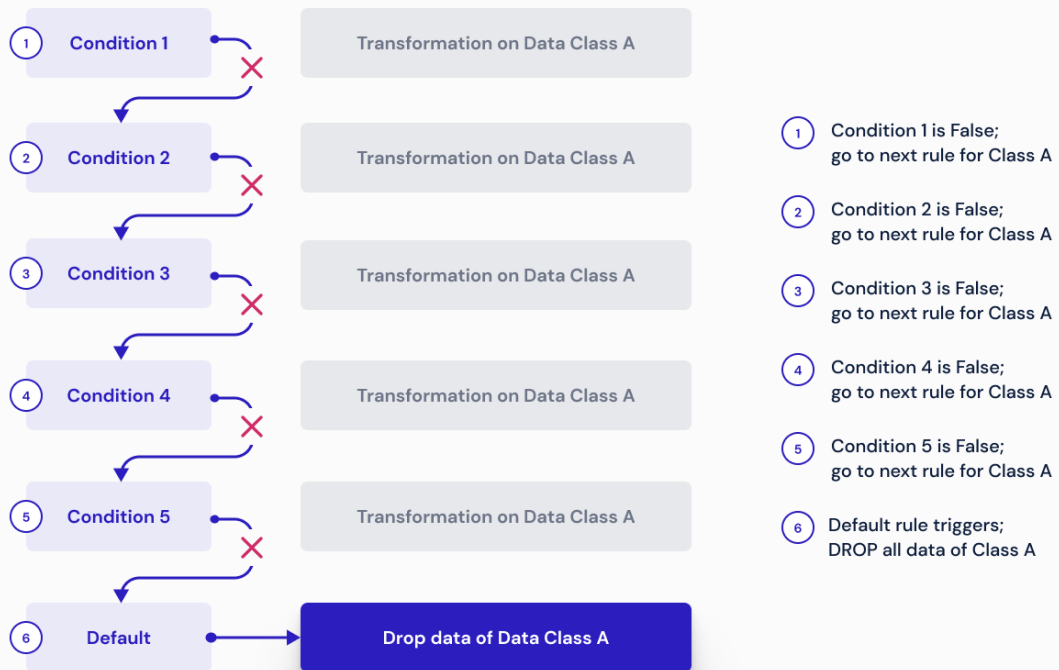 1
Condition 1
Transformation on Data Class A
2
Condition 2
Transformation on Data Class A
3
Condition 3
Transformation on Data Class A
4
Condition 4
Transformation on Data Class A
5
Condition 5
Transformation on Data Class A
6
Default
Drop data of Data Class A
1
Condition 1 is False;
go to next rule for Class A
2
Condition 2 is False;
go to next rule for Class A
3
Condition 3 is False;
go to next rule for Class A
4
Condition 4 is False;
go to next rule for Class A
5
Condition 5 is False;
go to next rule for Class A
6
Default rule triggers;
DROP all data of Class A